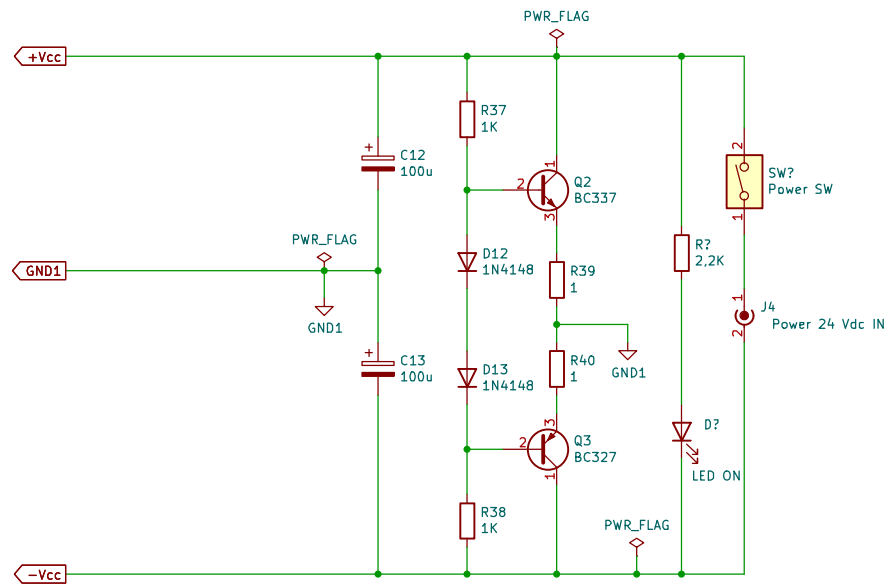 PWR_FLAG
+Vcc
R37
1K
+
C12
100u
1
2
Q2
BC337
3
2
SW?
Power SW
1
PWR_FLAG
GND1
GND1
D12
1N4148
R39
1
R?
2,2K
1
J4
Power 24 Vdc IN
2
+
C13
100u
D13
1N4148
R40
1
GND1
3
2
Q3
BC327
1
D?
LED ON
R38
1K
PWR_FLAG
-Vcc